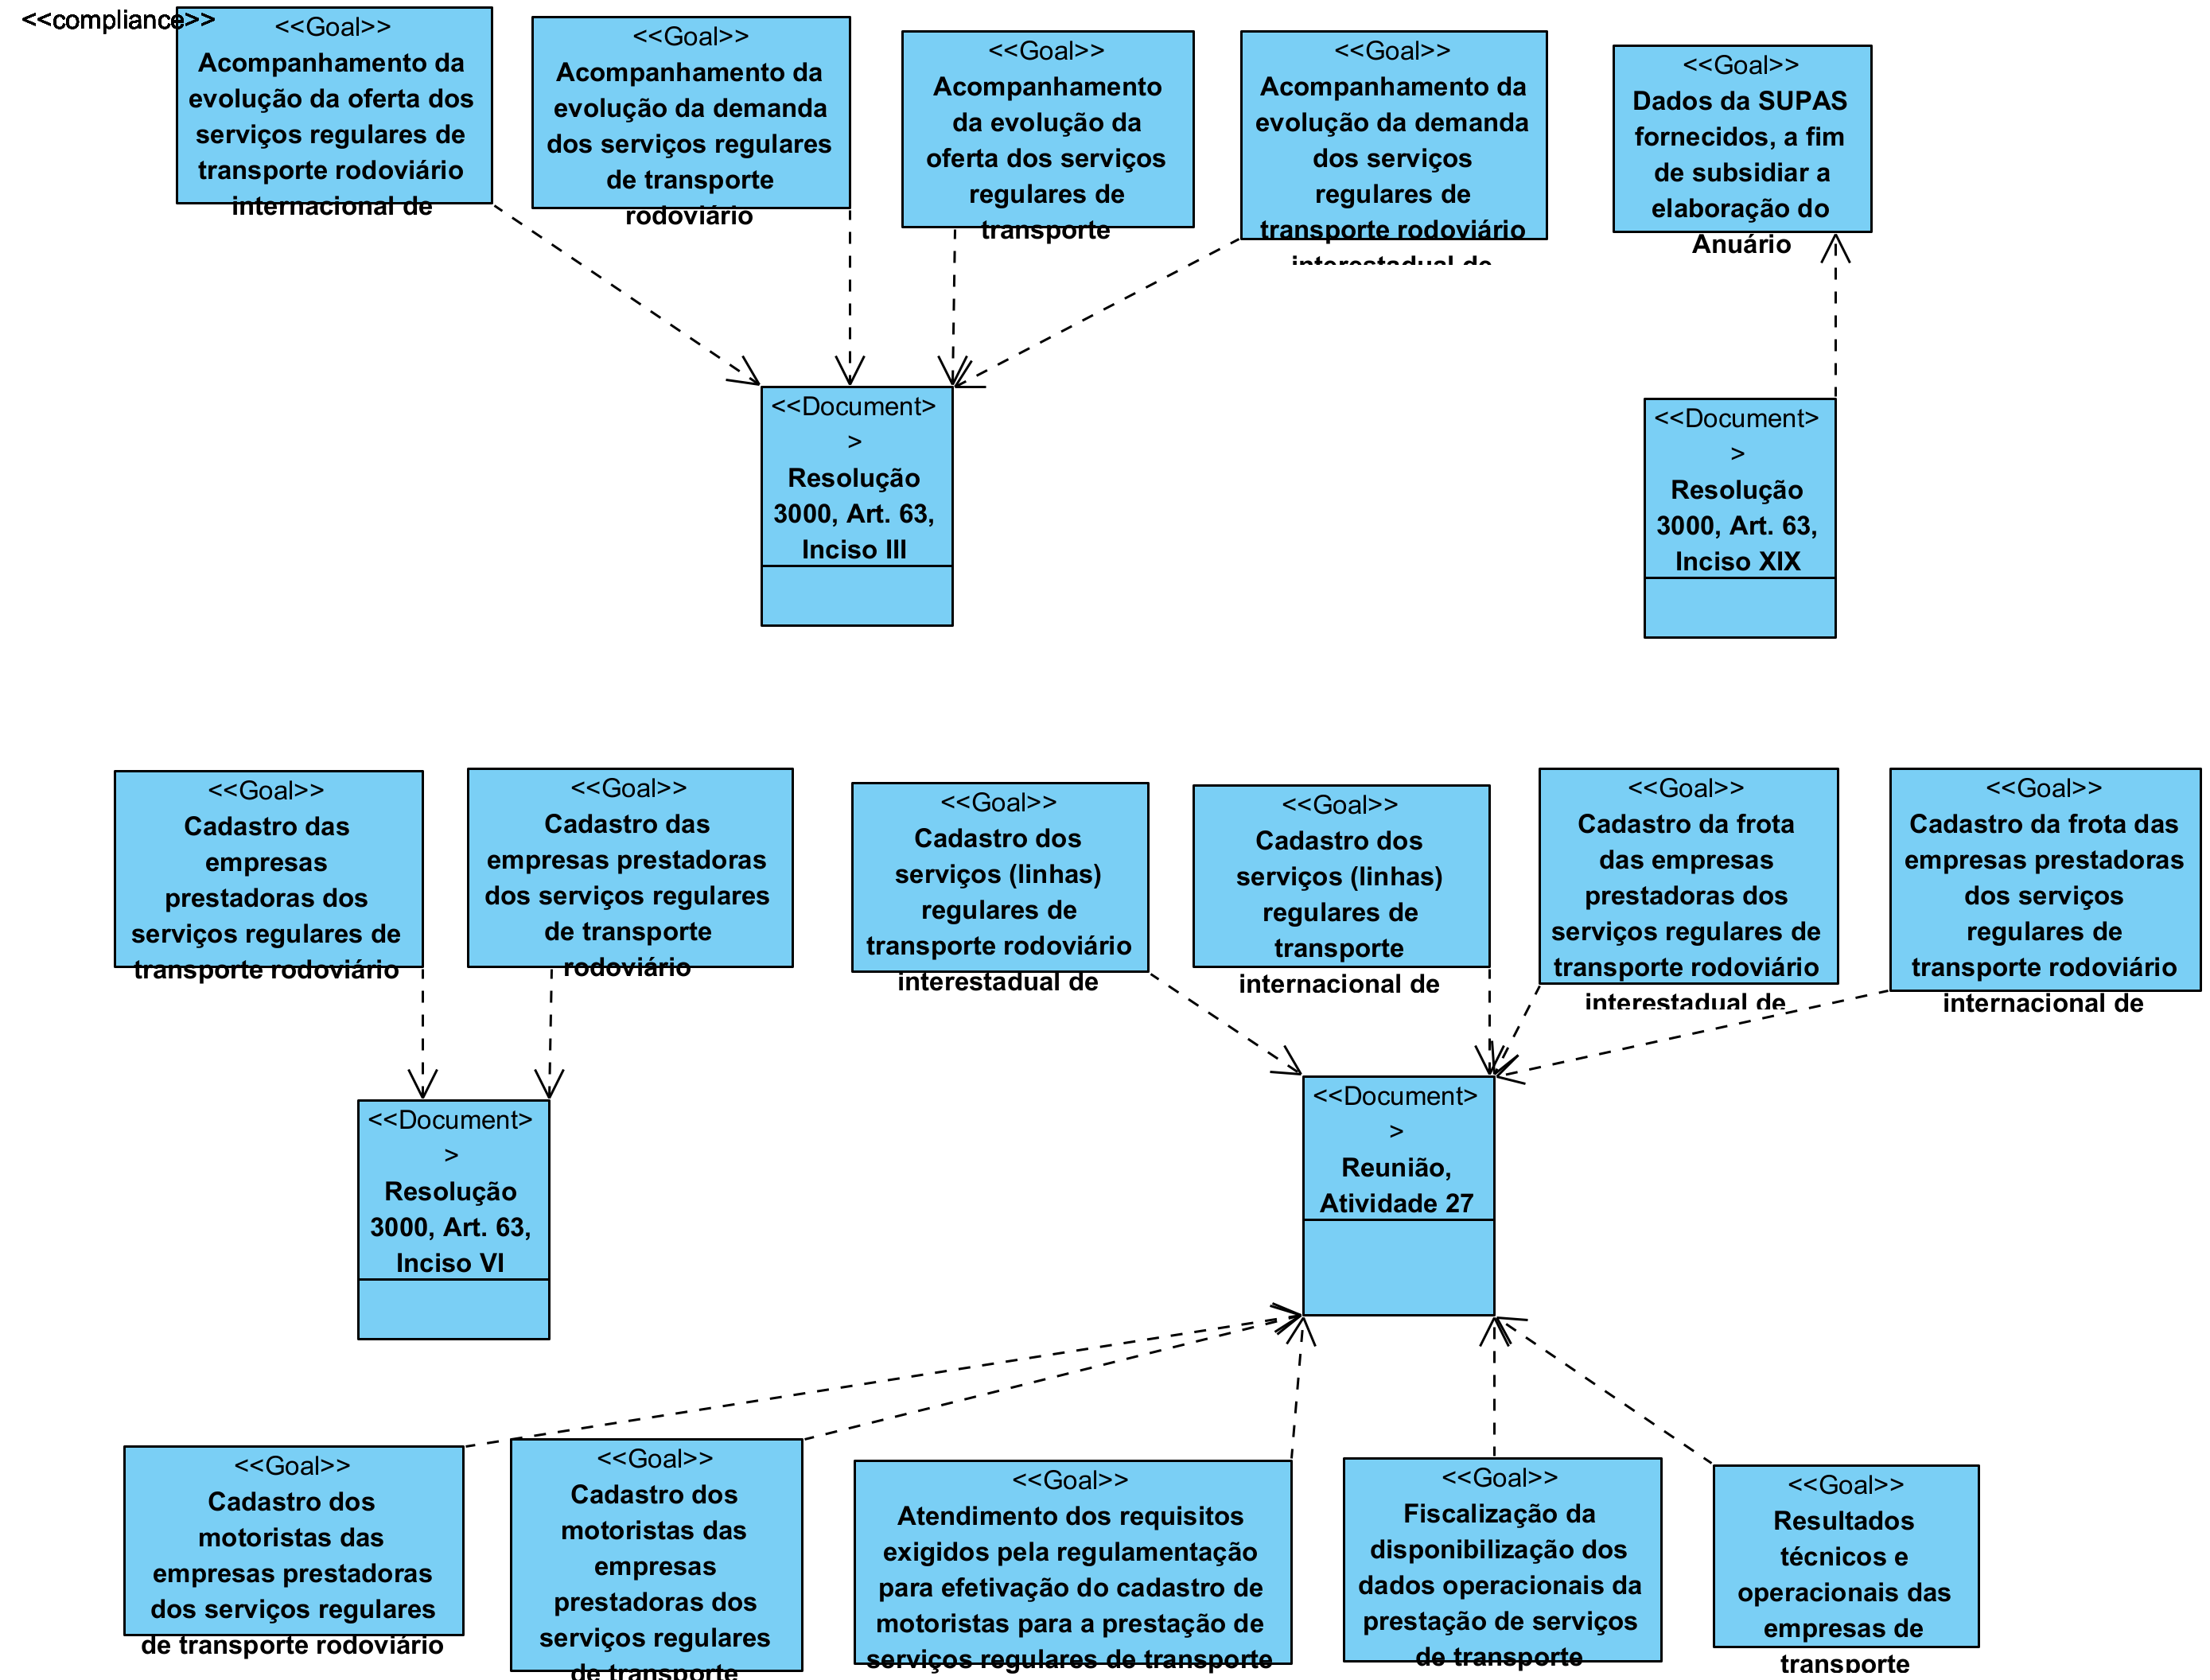 <<compliance>>
<<Goal>>
Acompanhamento da
evolução da oferta dos
serviços regulares de
transporte rodoviário
internacional de
<<Goal>>
Acompanhamento da
evolução da demanda
dos serviços regulares
de transporte
rodoviário
<<Goal>>
Acompanhamento
da evolução da
oferta dos serviços
regulares de
transporte
<<Goal>>
Acompanhamento da
evolução da demanda
dos serviços
regulares de
transporte rodoviário
interestadual de
<<Goal>>
Dados da SUPAS
fornecidos, a fim
de subsidiar a
elaboração do
Anuário
<<Document>
>
Resolução
3000, Art. 63,
Inciso III
<<Document>
>
Resolução
3000, Art. 63,
Inciso XIX
<<Goal>>
Cadastro das
empresas
prestadoras dos
serviços regulares de
transporte rodoviário
<<Goal>>
Cadastro das
empresas prestadoras
dos serviços regulares
de transporte
rodoviário
<<Goal>>
Cadastro dos
serviços (linhas)
regulares de
transporte rodoviário
interestadual de
<<Goal>>
Cadastro dos
serviços (linhas)
regulares de
transporte
internacional de
<<Goal>>
Cadastro da frota
das empresas
prestadoras dos
serviços regulares de
transporte rodoviário
interestadual de
<<Goal>>
Cadastro da frota das
empresas prestadoras
dos serviços
regulares de
transporte rodoviário
internacional de
<<Document>
>
Resolução
3000, Art. 63,
Inciso VI
<<Document>
>
Reunião,
Atividade 27
<<Goal>>
Cadastro dos
motoristas das
empresas prestadoras
dos serviços regulares
de transporte rodoviário
<<Goal>>
Cadastro dos
motoristas das
empresas
prestadoras dos
serviços regulares
de transporte
<<Goal>>
Atendimento dos requisitos
exigidos pela regulamentação
para efetivação do cadastro de
motoristas para a prestação de
serviços regulares de transporte
<<Goal>>
Fiscalização da
disponibilização dos
dados operacionais da
prestação de serviços
de transporte
<<Goal>>
Resultados
técnicos e
operacionais das
empresas de
transporte